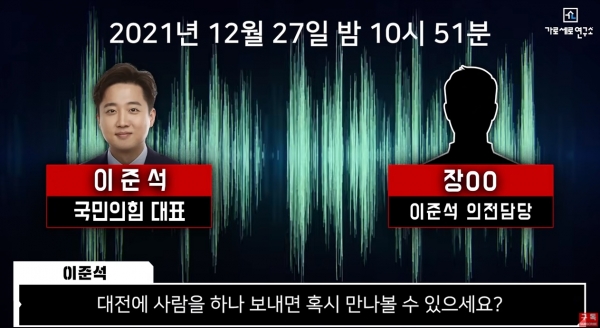 2021년 12월 27일 밤 10시 51분
가로세로연구소
이준석
국민의힘 대표
장OO
이준석 의전담당
이준석
대전에 사람을 하나 보내면 혹시 만나볼 수 있으세요?
구독